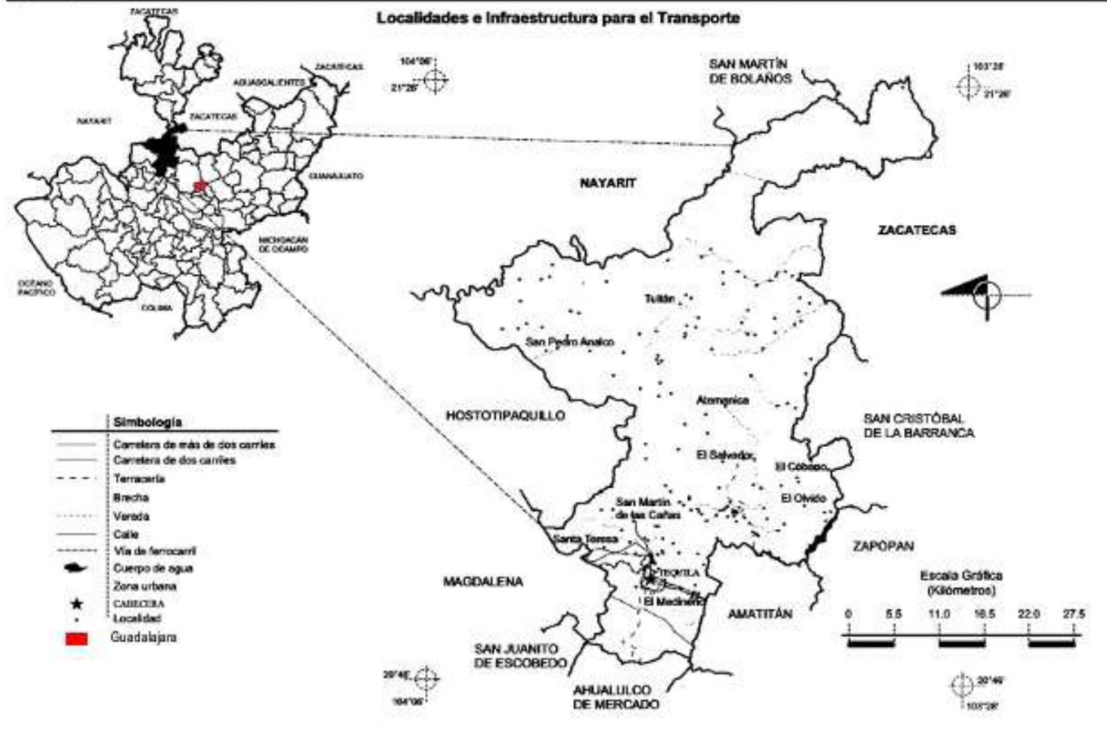 Localidades e Infraestructura para el Transporte
ZACATECAS
ZACATECAS
AGUASCALIENTES
NAYARIT
ZACATECAS
GUANAJUATO
MICHOACAN
DE OCAMPO
OCÉANO
PACÍFICO
COLIMA
104°06'
21°26'
SAN MARTÍN
DE BOLAÑOS
103°26'
21°26'
NAYARIT
ZACATECAS
Tuitán
San Pedro Analco
HOSTOTIPAQUILLO
Atemanica
SAN CRISTÓBAL
DE LA BARRANCA
El Salvador
El Cóbano
El Olvido
San Martín
de las Cañas
Santa Teresa
ZAPOPAN
TEQUILA
MAGDALENA
El Medineño
AMATITÁN
SAN JUANITO
DE ESCOBEDO
AHUALULCO
DE MERCADO
20°46'
104°06'
20°46'
103°26'
Escala Gráfica
(Kilómetros)
0 5.5 11.0 16.5 22.0 27.5
Simbología
Carretera de más de dos carriles
Carretera de dos carriles
Terracería
Brecha
Vereda
Calle
Vía de ferrocarril
Cuerpo de agua
Zona urbana
CABECERA
Localidad
Guadalajara